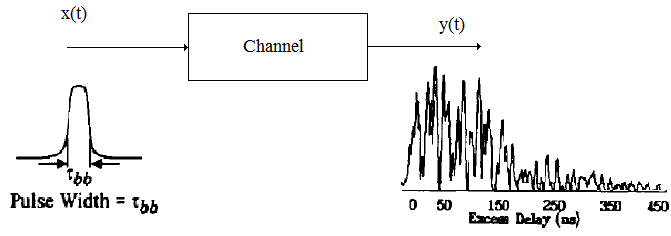 x(t)
Channel
y(t)
τbb
Pulse Width = τbb
0 50 150 250 350 450
Excess Delay (ns)